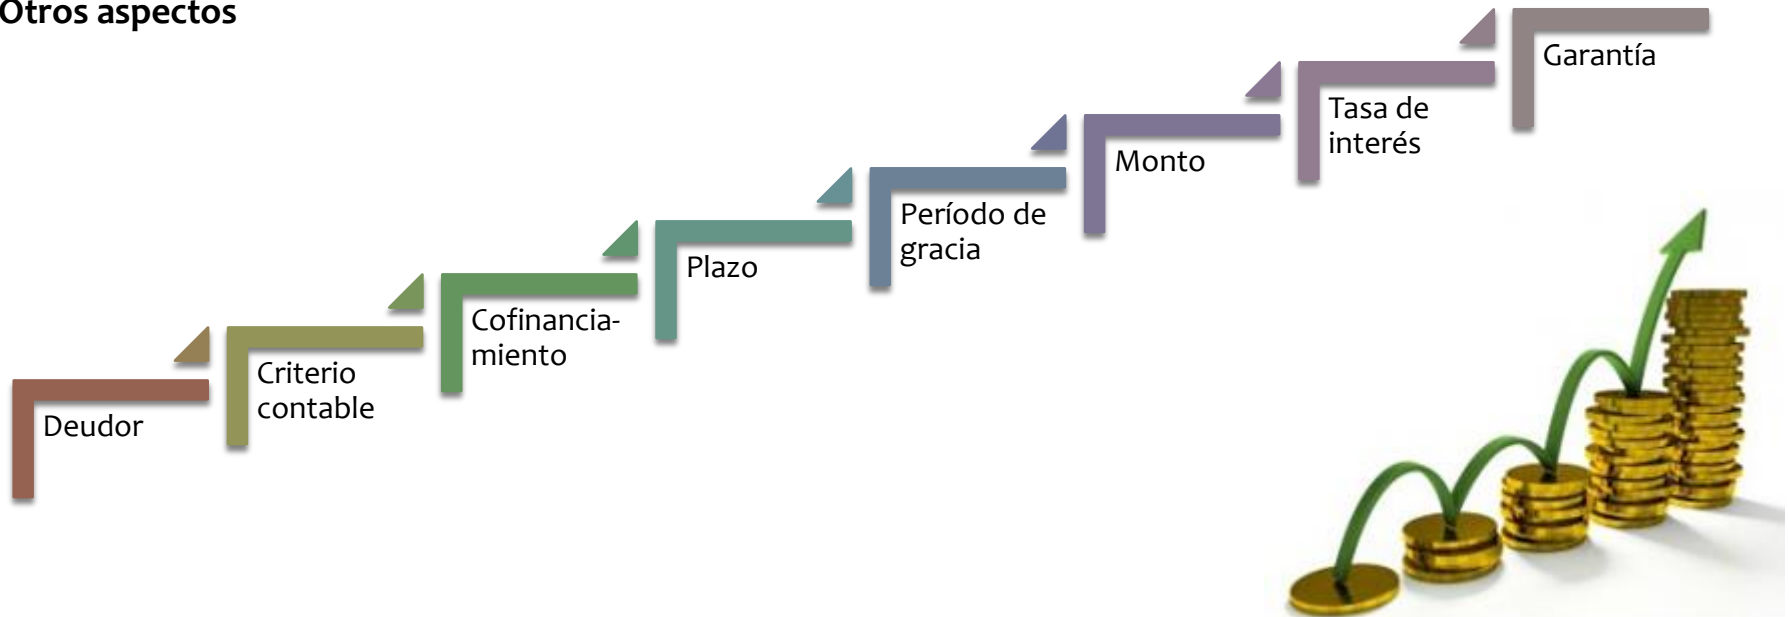 Otros aspectos
Deudor
Criterio
contable
Cofinancia-
miento
Plazo
Período de
gracia
Monto
Tasa de
interés
Garantía